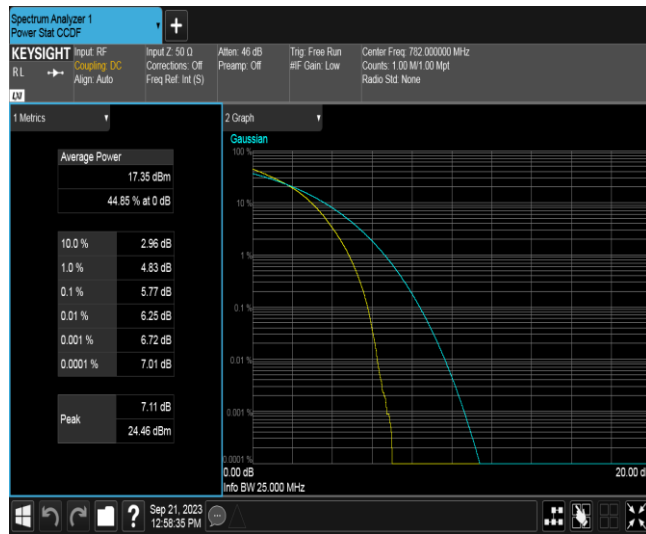 Spectrum Analyzer 1
Power Stat CCDF
+
KEYSIGHT
RL
LXI
Input: RF
Coupling: DC
Align: Auto
Input Z: 50 Ω
Corrections: Off
Freq Ref: Int (S)
Atten: 46 dB
Preamp: Off
Trig: Free Run
#IF Gain: Low
Center Freq: 782.000000 MHz
Counts: 1.00 M/1.00 Mpt
Radio Std: None
1 Metrics
Average Power
17.35 dBm
44.85 % at 0 dB
10.0 % 2.96 dB
1.0 % 4.83 dB
0.1 % 5.77 dB
0.01 % 6.25 dB
0.001 % 6.72 dB
0.0001 % 7.01 dB
Peak
7.11 dB
24.46 dBm
2 Graph
Gaussian
100 %
10 %
1 %
0.1 %
0.01 %
0.001 %
0.0001 %
0.00 dB
20.00 d
Info BW 25.000 MHz
?
Sep 21, 2023
12:58:35 PM